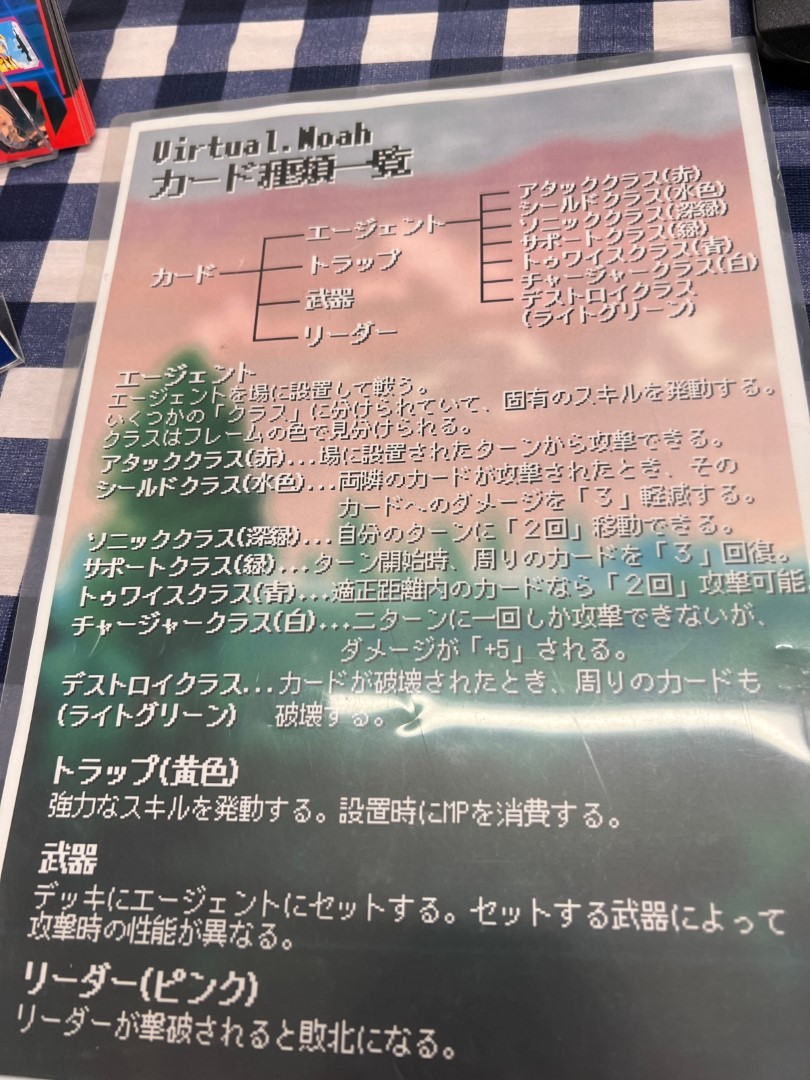 Virtual.Noah
カード種類一覧
カード
エージェント
トラップ
武器
リーダー
アタッククラス(赤)
シールドクラス(水色)
ソニッククラス(深緑)
サポートクラス(緑)
トゥワイスクラス(青)
チャージャークラス(白)
デストロイクラス
(ライトグリーン)
エージェント
エージェントを場に設置して戦う。
いくつかの「クラス」に分けられていて、固有のスキルを発動する。
クラスはフレームの色で見分けられる。
アタッククラス(赤)...場に設置されたターンから攻撃できる。
シールドクラス(水色)...両隣のカードが攻撃されたとき、その
カードへのダメージを「3」軽減する。
ソニッククラス(深緑)...自分のターンに「2回」移動できる。
サポートクラス(緑)...ターン開始時、周りのカードを「3」回復。
トゥワイスクラス(青)...適正距離内のカードなら「2回」攻撃可能
チャージャークラス(白)...二ターンに一回しか攻撃できないが、
ダメージが「+5」される。
デストロイクラス...カードが破壊されたとき、周りのカードも
(ライトグリーン) 破壊する。
トラップ(黄色)
強力なスキルを発動する。設置時にMPを消費する。
武器
デッキにエージェントにセットする。セットする武器によって
攻撃時の性能が異なる。
リーダー(ピンク)
リーダーが撃破されると敗北になる。